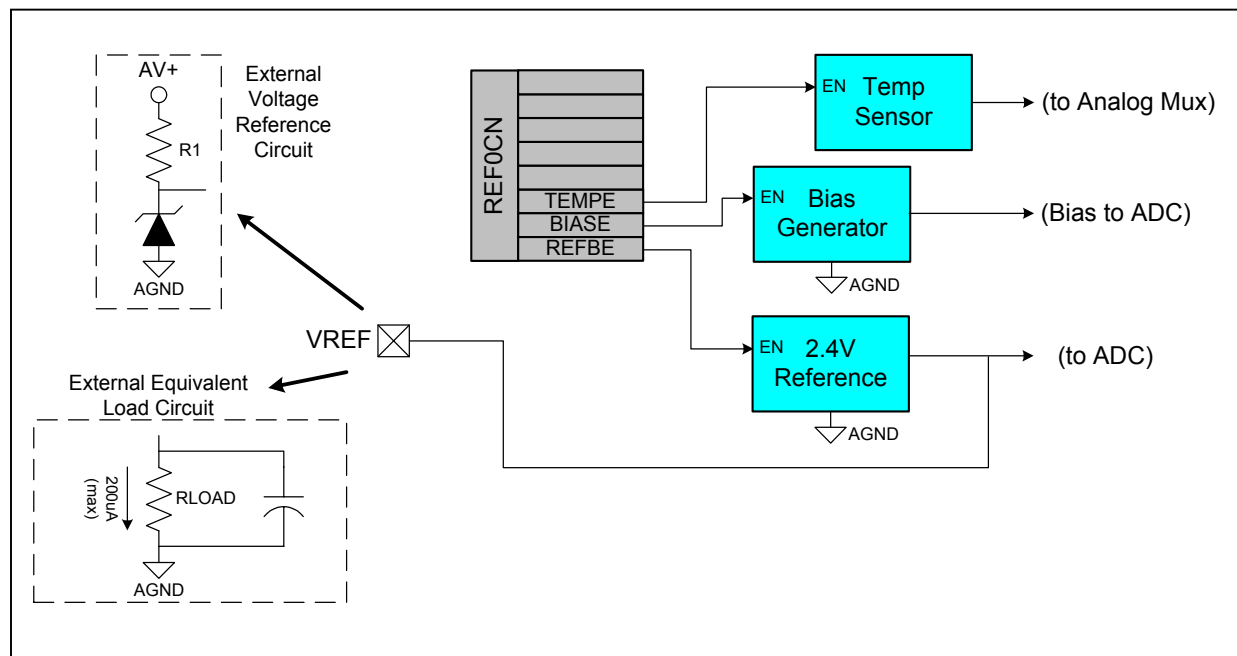 AV+
External
Voltage
Reference
Circuit
R1
AGND
REF0CN
TEMPE
BIASE
REFBE
EN
Temp
Sensor
(to Analog Mux)
EN
Bias
Generator
(Bias to ADC)
AGND
VREF
EN
2.4V
Reference
(to ADC)
AGND
External Equivalent
Load Circuit
200uA
(max)
RLOAD
AGND